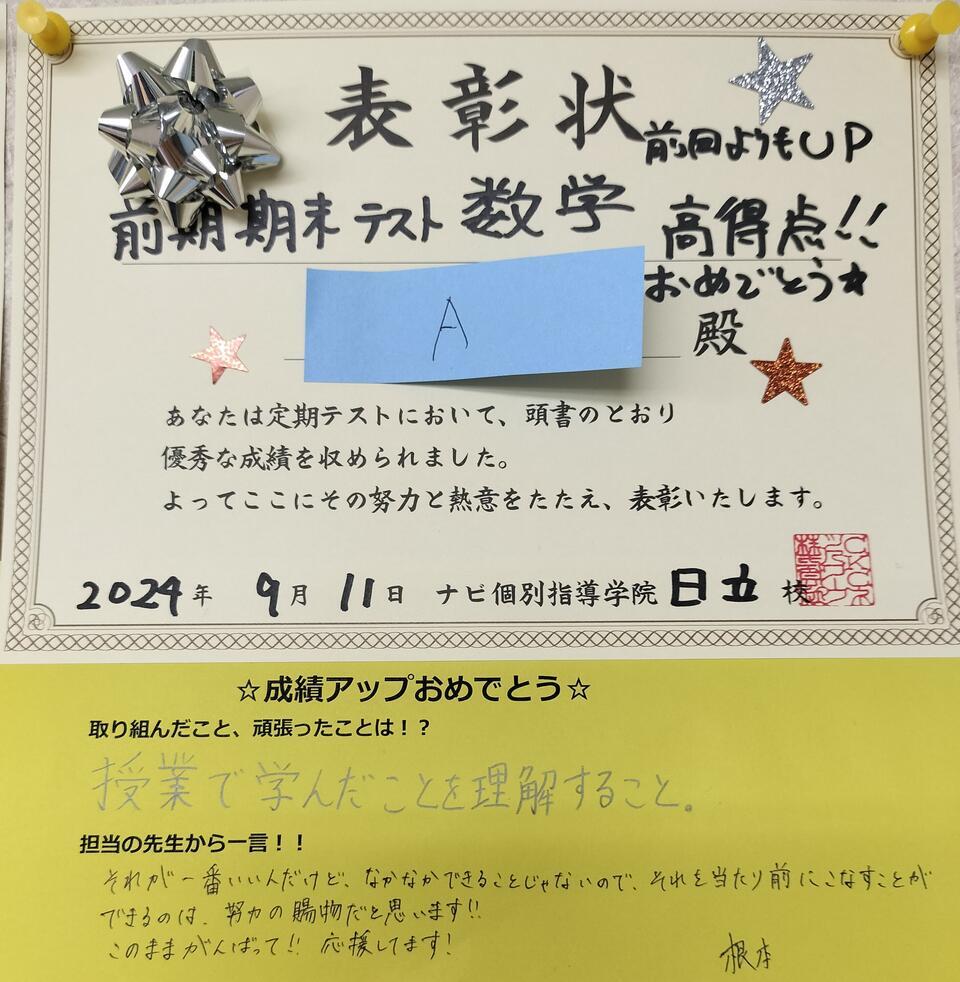 表彰状
前回よりもUP
前期期末テスト数学
高得点!!
おめでとう★
A
殿
あなたは定期テストにおいて、頭書のとおり
優秀な成績を収められました。
よってここにその努力と熱意をたたえ、表彰いたします。
2024年 9月 11日 ナビ個別指導学院 日立 校
☆成績アップおめでとう☆
取り組んだこと、頑張ったことは！？
授業で学んだことを理解すること。
担当の先生から一言！！
それが一番いいんだけど、なかなかできることじゃないので、それを当たり前にこなすことが
できるのは、努力の賜物だと思います!!
このままがんばって!! 応援してます!
根本